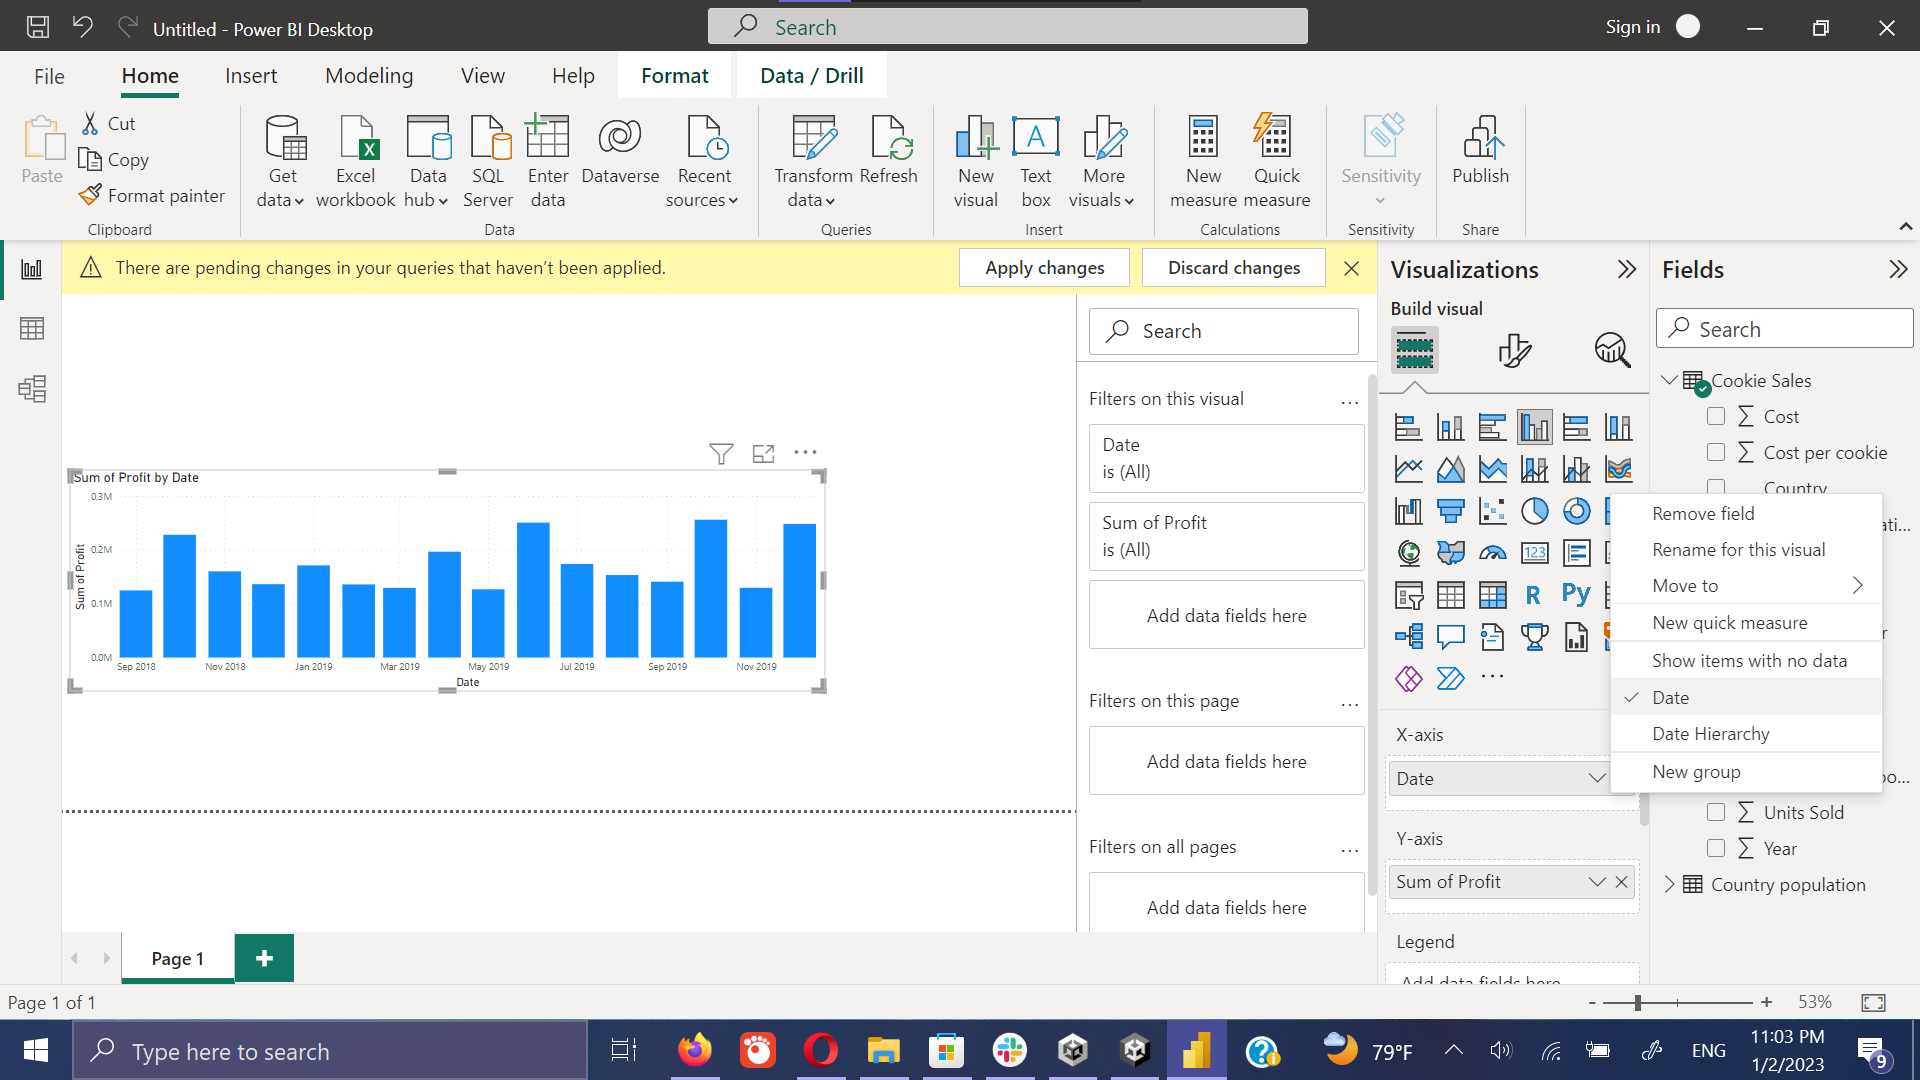 Untitled - Power BI Desktop
Search
Sign in
File
Home
Insert
Modeling
View
Help
Format
Data / Drill
Paste
Cut
Copy
Format painter
Clipboard
Get
data
Excel
workbook
Data
hub
SQL
Server
Enter
data
Dataverse
Recent
sources
Data
Transform
data
Refresh
Queries
New
visual
Text
box
More
visuals
Insert
New
measure
Quick
measure
Calculations
Sensitivity
Sensitivity
Publish
Share
There are pending changes in your queries that haven't been applied.
Apply changes
Discard changes
Sum of Profit by Date
Sum of Profit
0.3M
0.2M
0.1M
0.0M
Sep 2018
Nov 2018
Jan 2019
Mar 2019
May 2019
Jul 2019
Sep 2019
Nov 2019
Date
Search
Filters on this visual
...
Date
is (All)
Sum of Profit
is (All)
Add data fields here
Filters on this page
...
Add data fields here
Filters on all pages
...
Add data fields here
Visualizations
Build visual
123
R
Py
...
X-axis
Date
Y-axis
Sum of Profit
Legend
Add data fields here
Fields
Search
Cookie Sales
Cost
Cost per cookie
Country
ati...
r
oo...
Units Sold
Year
Country population
Remove field
Rename for this visual
Move to
New quick measure
Show items with no data
Date
Date Hierarchy
New group
Page 1
Page 1 of 1
- + 53%
Type here to search
79°F
ENG
11:03 PM
1/2/2023
9